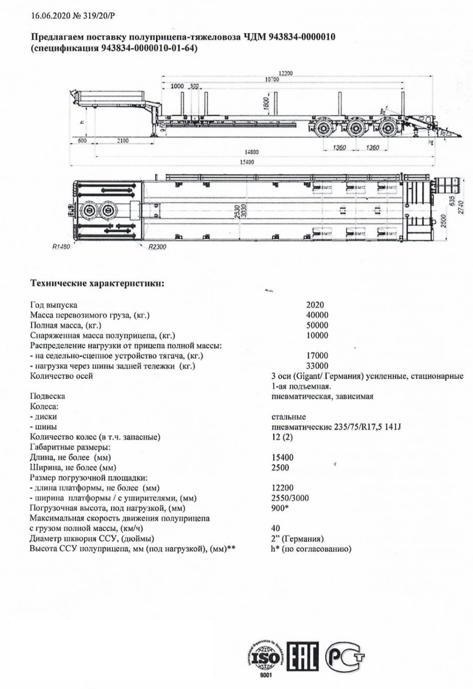 16.06.2020 № 319/20/Р
Предлагаем поставку полуприцепа-тяжеловоза ЧДМ 943834-0000010
(спецификация 943834-0000010-01-64)
12200
10700
1000
1800
h
600
2100
1360
1360
14800
15400
2530
3030
2500
635
2740
R1480
R2300
Технические характеристики:
Год выпуска 2020
Масса перевозимого груза, (кг.) 40000
Полная масса, (кг.) 50000
Снаряженная масса полуприцепа, (кг.) 10000
Распределение нагрузки от прицепа полной массы:
- на седельно-сцепное устройство тягача, (кг.) 17000
- нагрузка через шины задней тележки (кг.) 33000
Количество осей 3 оси (Gigant/ Германия) усиленные, стационарные
1-ая подъемная.
Подвеска пневматическая, зависимая
Колеса:
- диски стальные
- шины пневматические 235/75/R17,5 141J
Количество колес (в т.ч. запасные) 12 (2)
Габаритные размеры:
Длина, не более (мм) 15400
Ширина, не более (мм) 2500
Размер погрузочной площадки:
- длина платформы, не более (мм) 12200
- ширина платформы / с уширителями, (мм) 2550/3000
Погрузочная высота, под нагрузкой, (мм) 900*
Максимальная скорость движения полуприцепа
с грузом полной массы, (км/ч) 40
Диаметр шкворня ССУ, (дюймы) 2" (Германия)
Высота ССУ полуприцепа, мм (под нагрузкой), (мм)** h* (по согласованию)
ISO
9001
EAC
РСТ